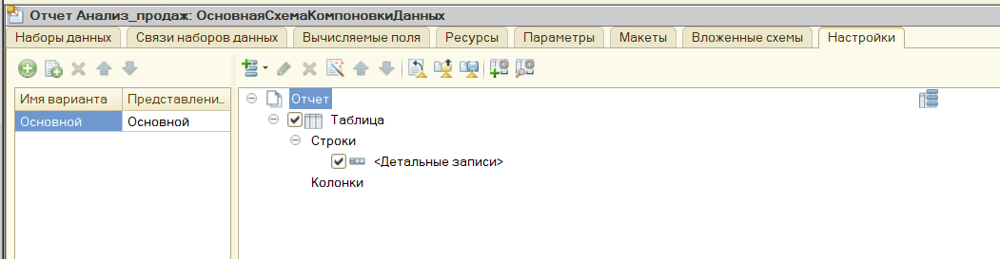 Отчет Анализ_продаж: ОсновнаяСхемаКомпоновкиДанных
Наборы данных Связи наборов данных Вычисляемые поля Ресурсы Параметры Макеты Вложенные схемы Настройки
Имя варианта Представлени...
Основной Основной
Отчет
Таблица
Строки
<Детальные записи>
Колонки